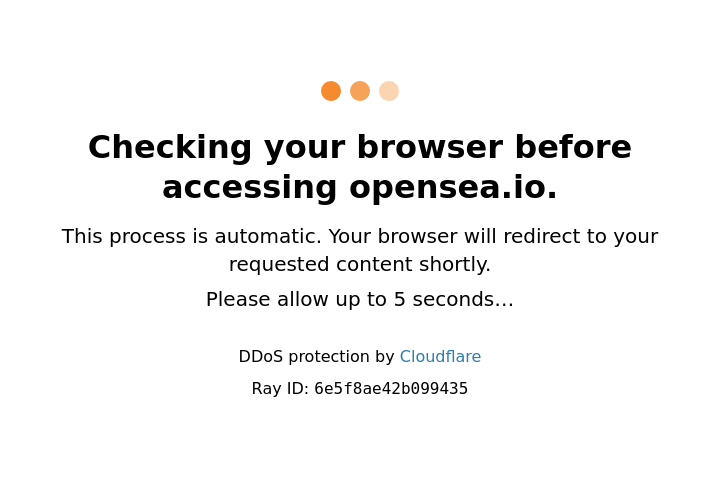 Checking your browser before
accessing opensea.io.
This process is automatic. Your browser will redirect to your
requested content shortly.
Please allow up to 5 seconds…
DDoS protection by Cloudflare
Ray ID: 6e5f8ae42b099435